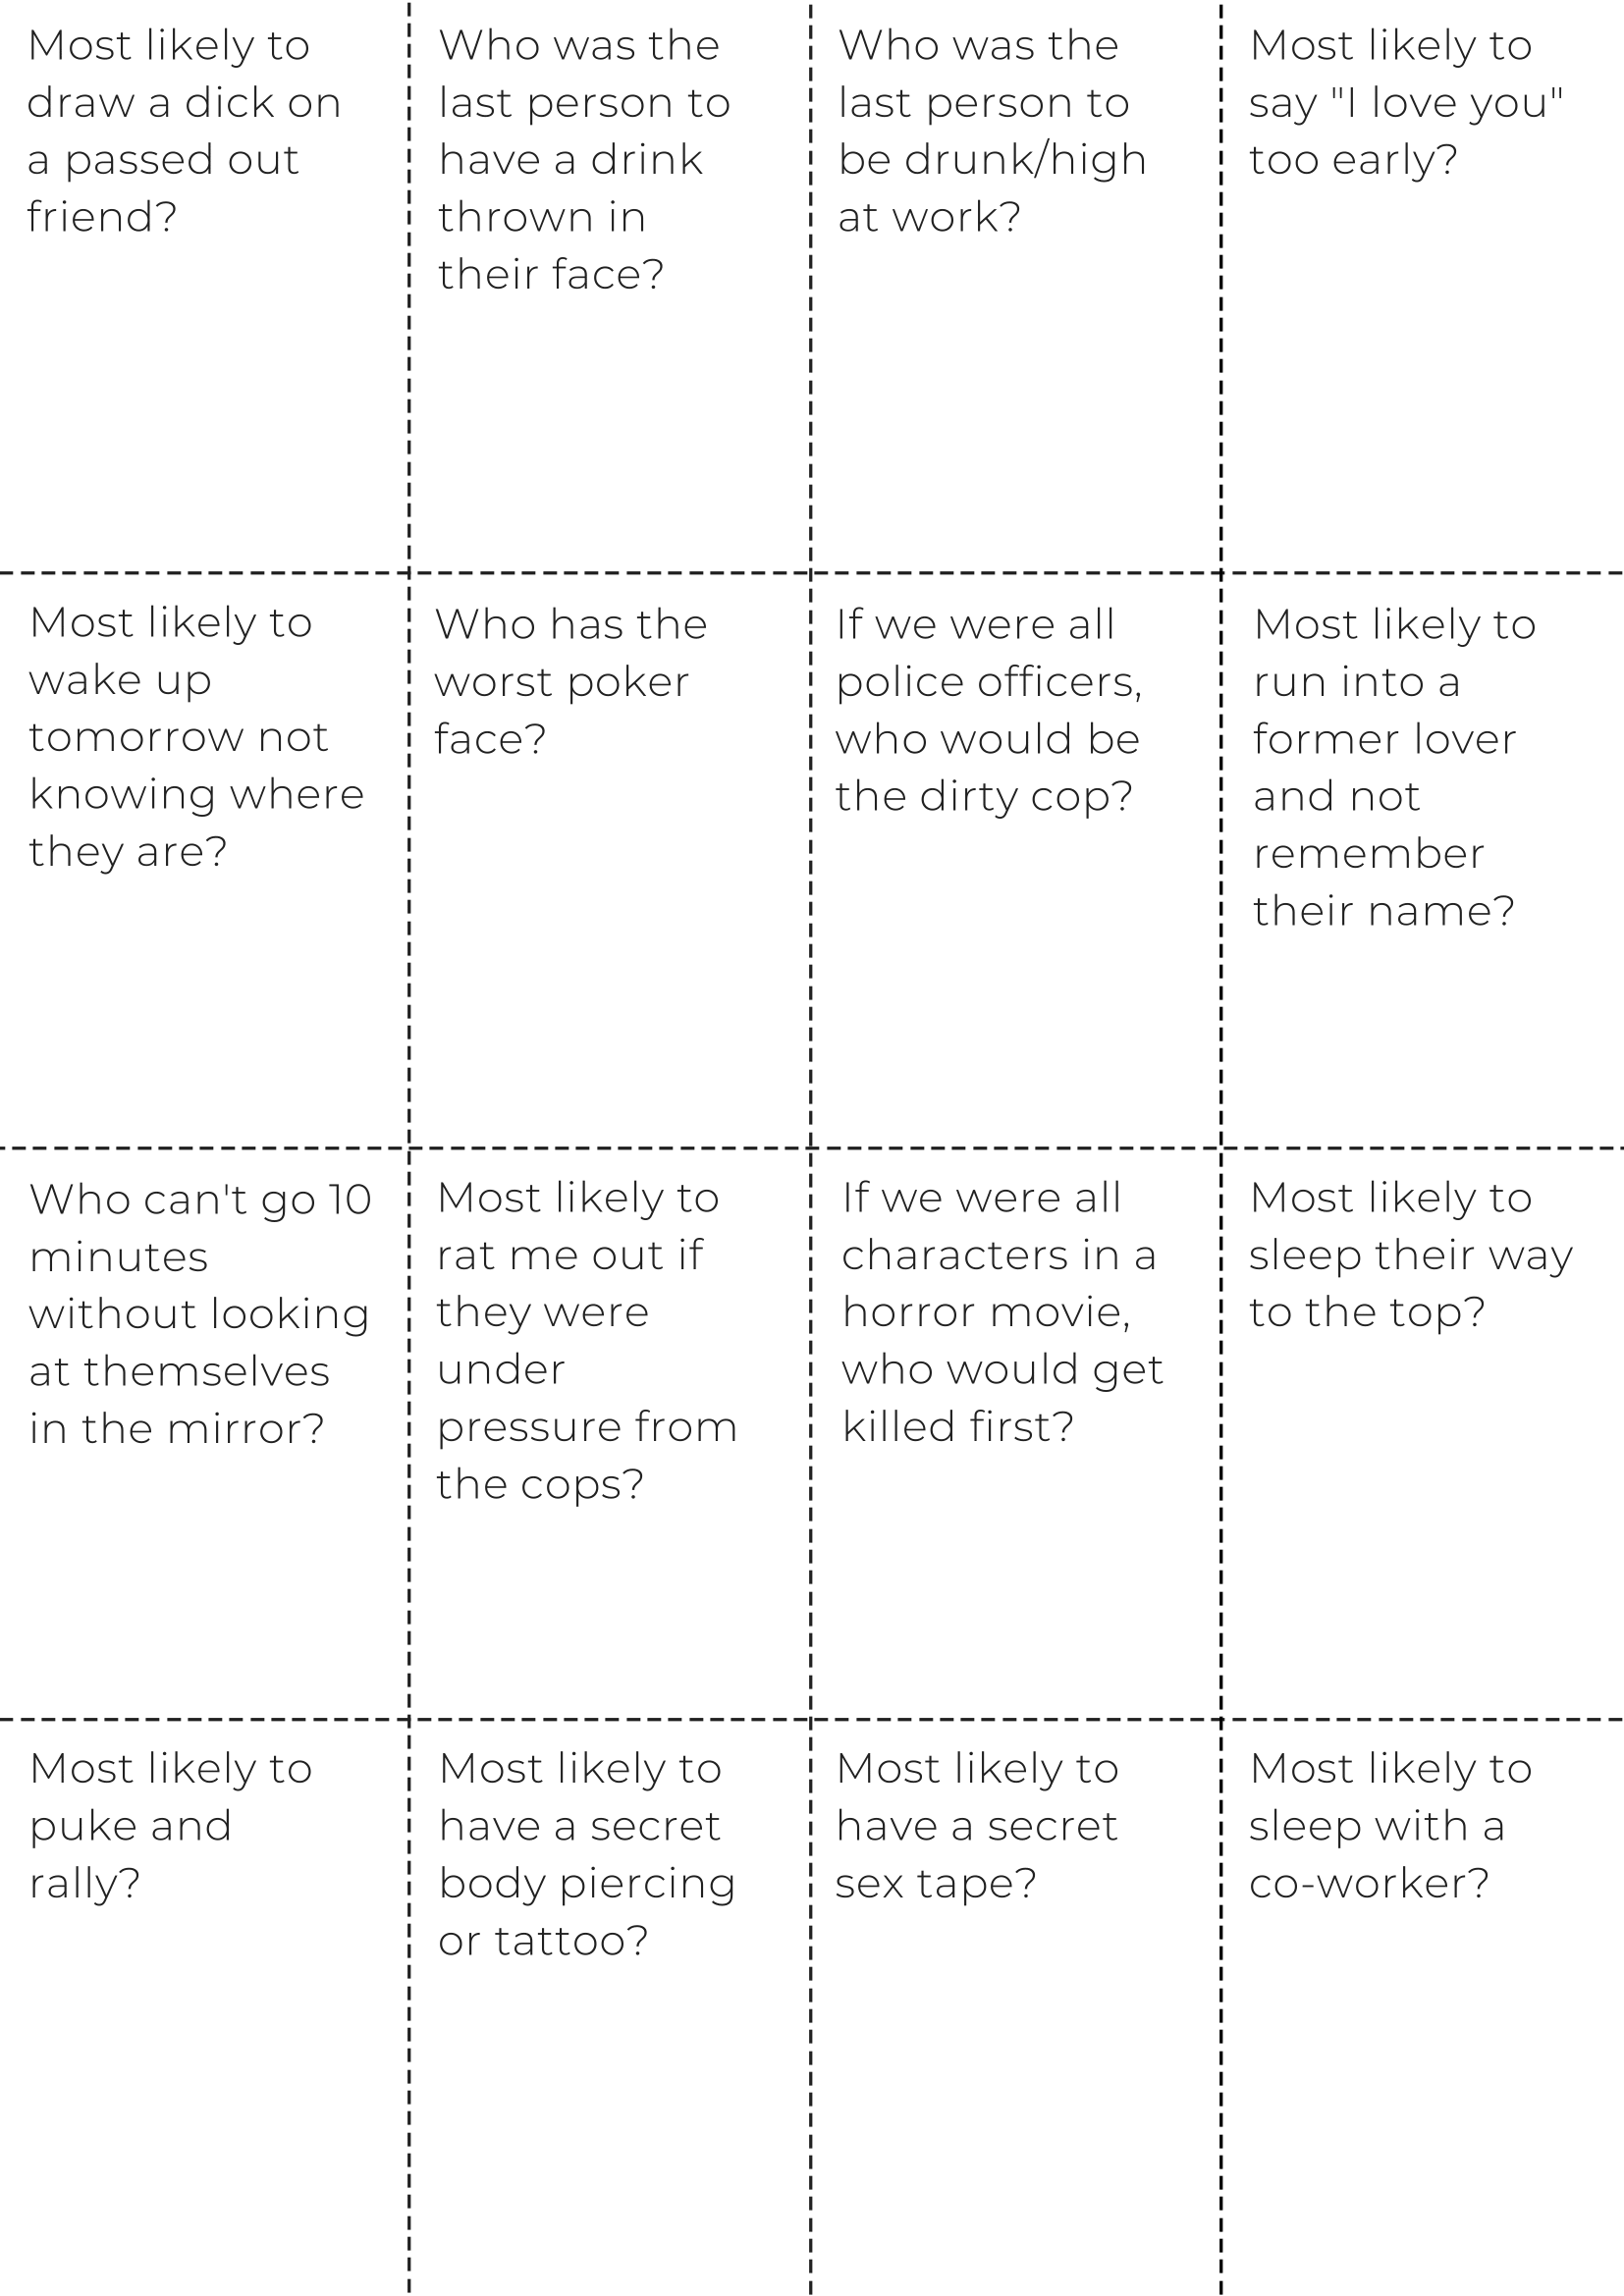 Most likely to
draw a dick on
a passed out
friend?
Who was the
last person to
have a drink
thrown in
their face?
Who was the
last person to
be drunk/high
at work?
Most likely to
say "I love you"
too early?
Most likely to
wake up
tomorrow not
knowing where
they are?
Who has the
worst poker
face?
If we were all
police officers,
who would be
the dirty cop?
Most likely to
run into a
former lover
and not
remember
their name?
Who can't go 10
minutes
without looking
at themselves
in the mirror?
Most likely to
rat me out if
they were
under
pressure from
the cops?
If we were all
characters in a
horror movie,
who would get
killed first?
Most likely to
sleep their way
to the top?
Most likely to
puke and
rally?
Most likely to
have a secret
body piercing
or tattoo?
Most likely to
have a secret
sex tape?
Most likely to
sleep with a
co-worker?